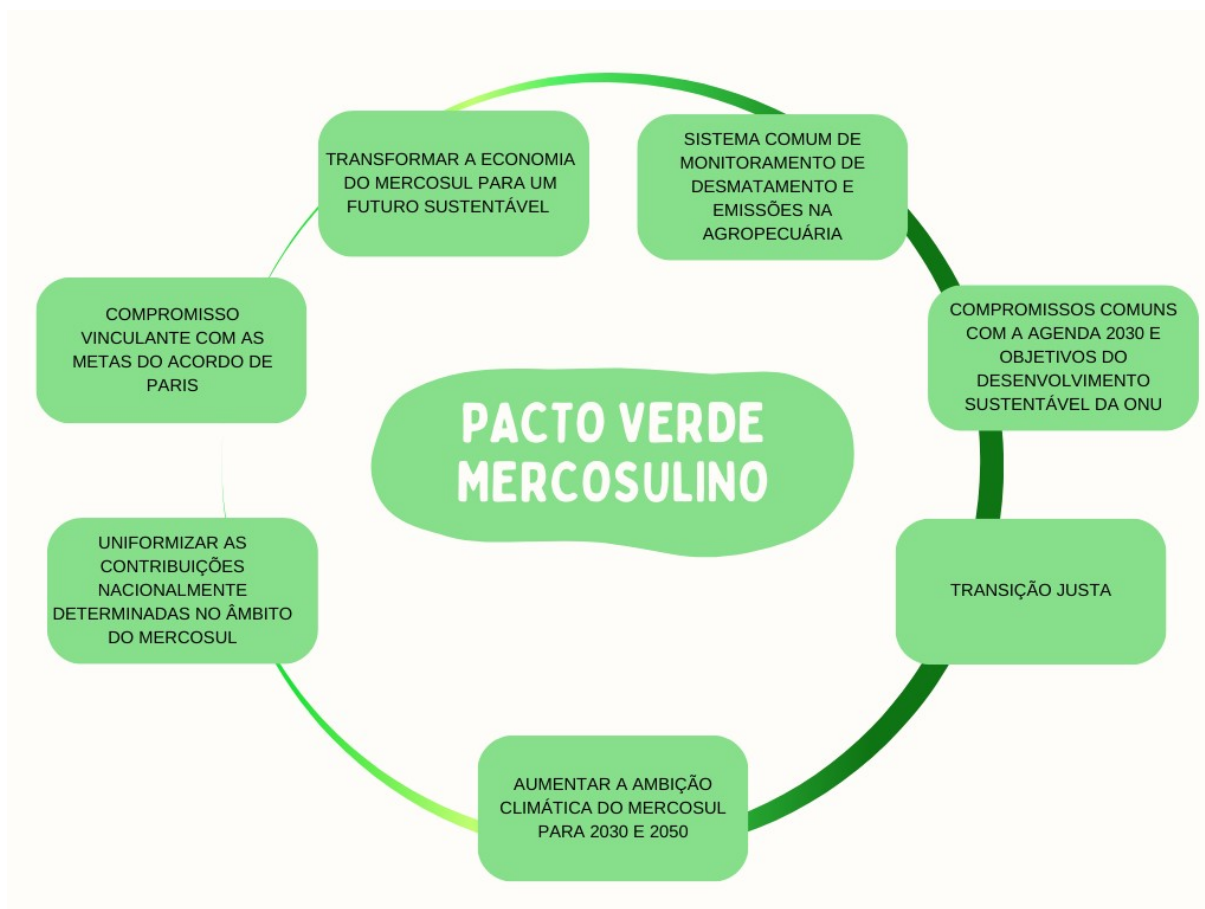 TRANSFORMAR A ECONOMIA
DO MERCOSUL PARA UM
FUTURO SUSTENTÁVEL
SISTEMA COMUM DE
MONITORAMENTO DE
DESMATAMENTO E
EMISSÕES NA
AGROPECUÁRIA
COMPROMISSO
VINCULANTE COM AS
METAS DO ACORDO DE
PARIS
COMPROMISSOS COMUNS
COM A AGENDA 2030 E
OBJETIVOS DO
DESENVOLVIMENTO
SUSTENTÁVEL DA ONU
PACTO VERDE
MERCOSULINO
UNIFORMIZAR AS
CONTRIBUIÇÕES
NACIONALMENTE
DETERMINADAS NO ÂMBITO
DO MERCOSUL
TRANSIÇÃO JUSTA
AUMENTAR A AMBIÇÃO
CLIMÁTICA DO MERCOSUL
PARA 2030 E 2050